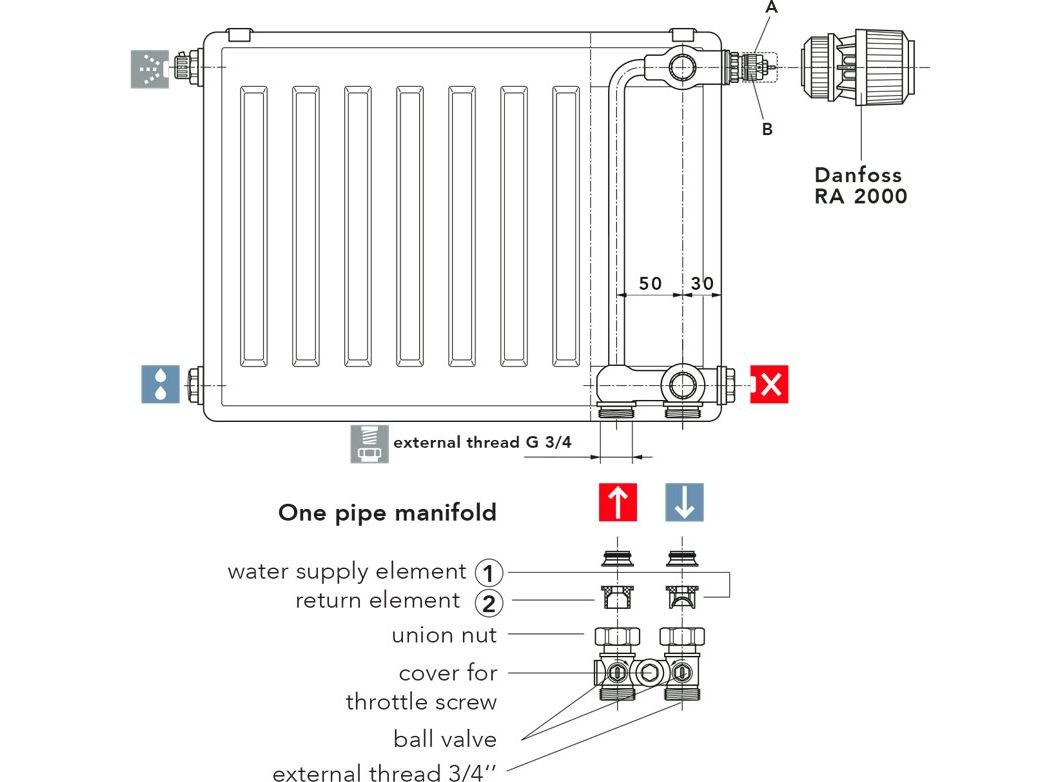 A
B
Danfoss
RA 2000
50
30
external thread G 3/4
One pipe manifold
water supply element 1
return element 2
union nut
cover for
throttle screw
ball valve
external thread 3/4’’